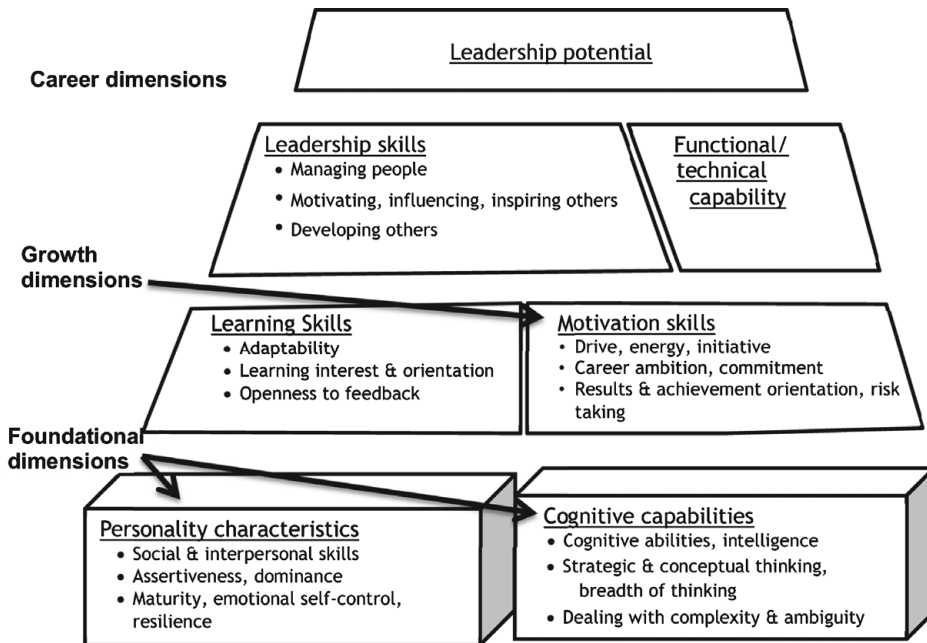 Leadership potential
Career dimensions
Leadership skills
• Managing people
• Motivating, influencing, inspiring others
• Developing others
Functional/
technical
capability
Growth
dimensions
Learning Skills
• Adaptability
• Learning interest & orientation
• Openness to feedback
Motivation skills
• Drive, energy, initiative
• Career ambition, commitment
• Results & achievement orientation, risk
taking
Foundational
dimensions
Personality characteristics
• Social & interpersonal skills
• Assertiveness, dominance
• Maturity, emotional self-control,
resilience
Cognitive capabilities
• Cognitive abilities, intelligence
• Strategic & conceptual thinking,
breadth of thinking
• Dealing with complexity & ambiguity